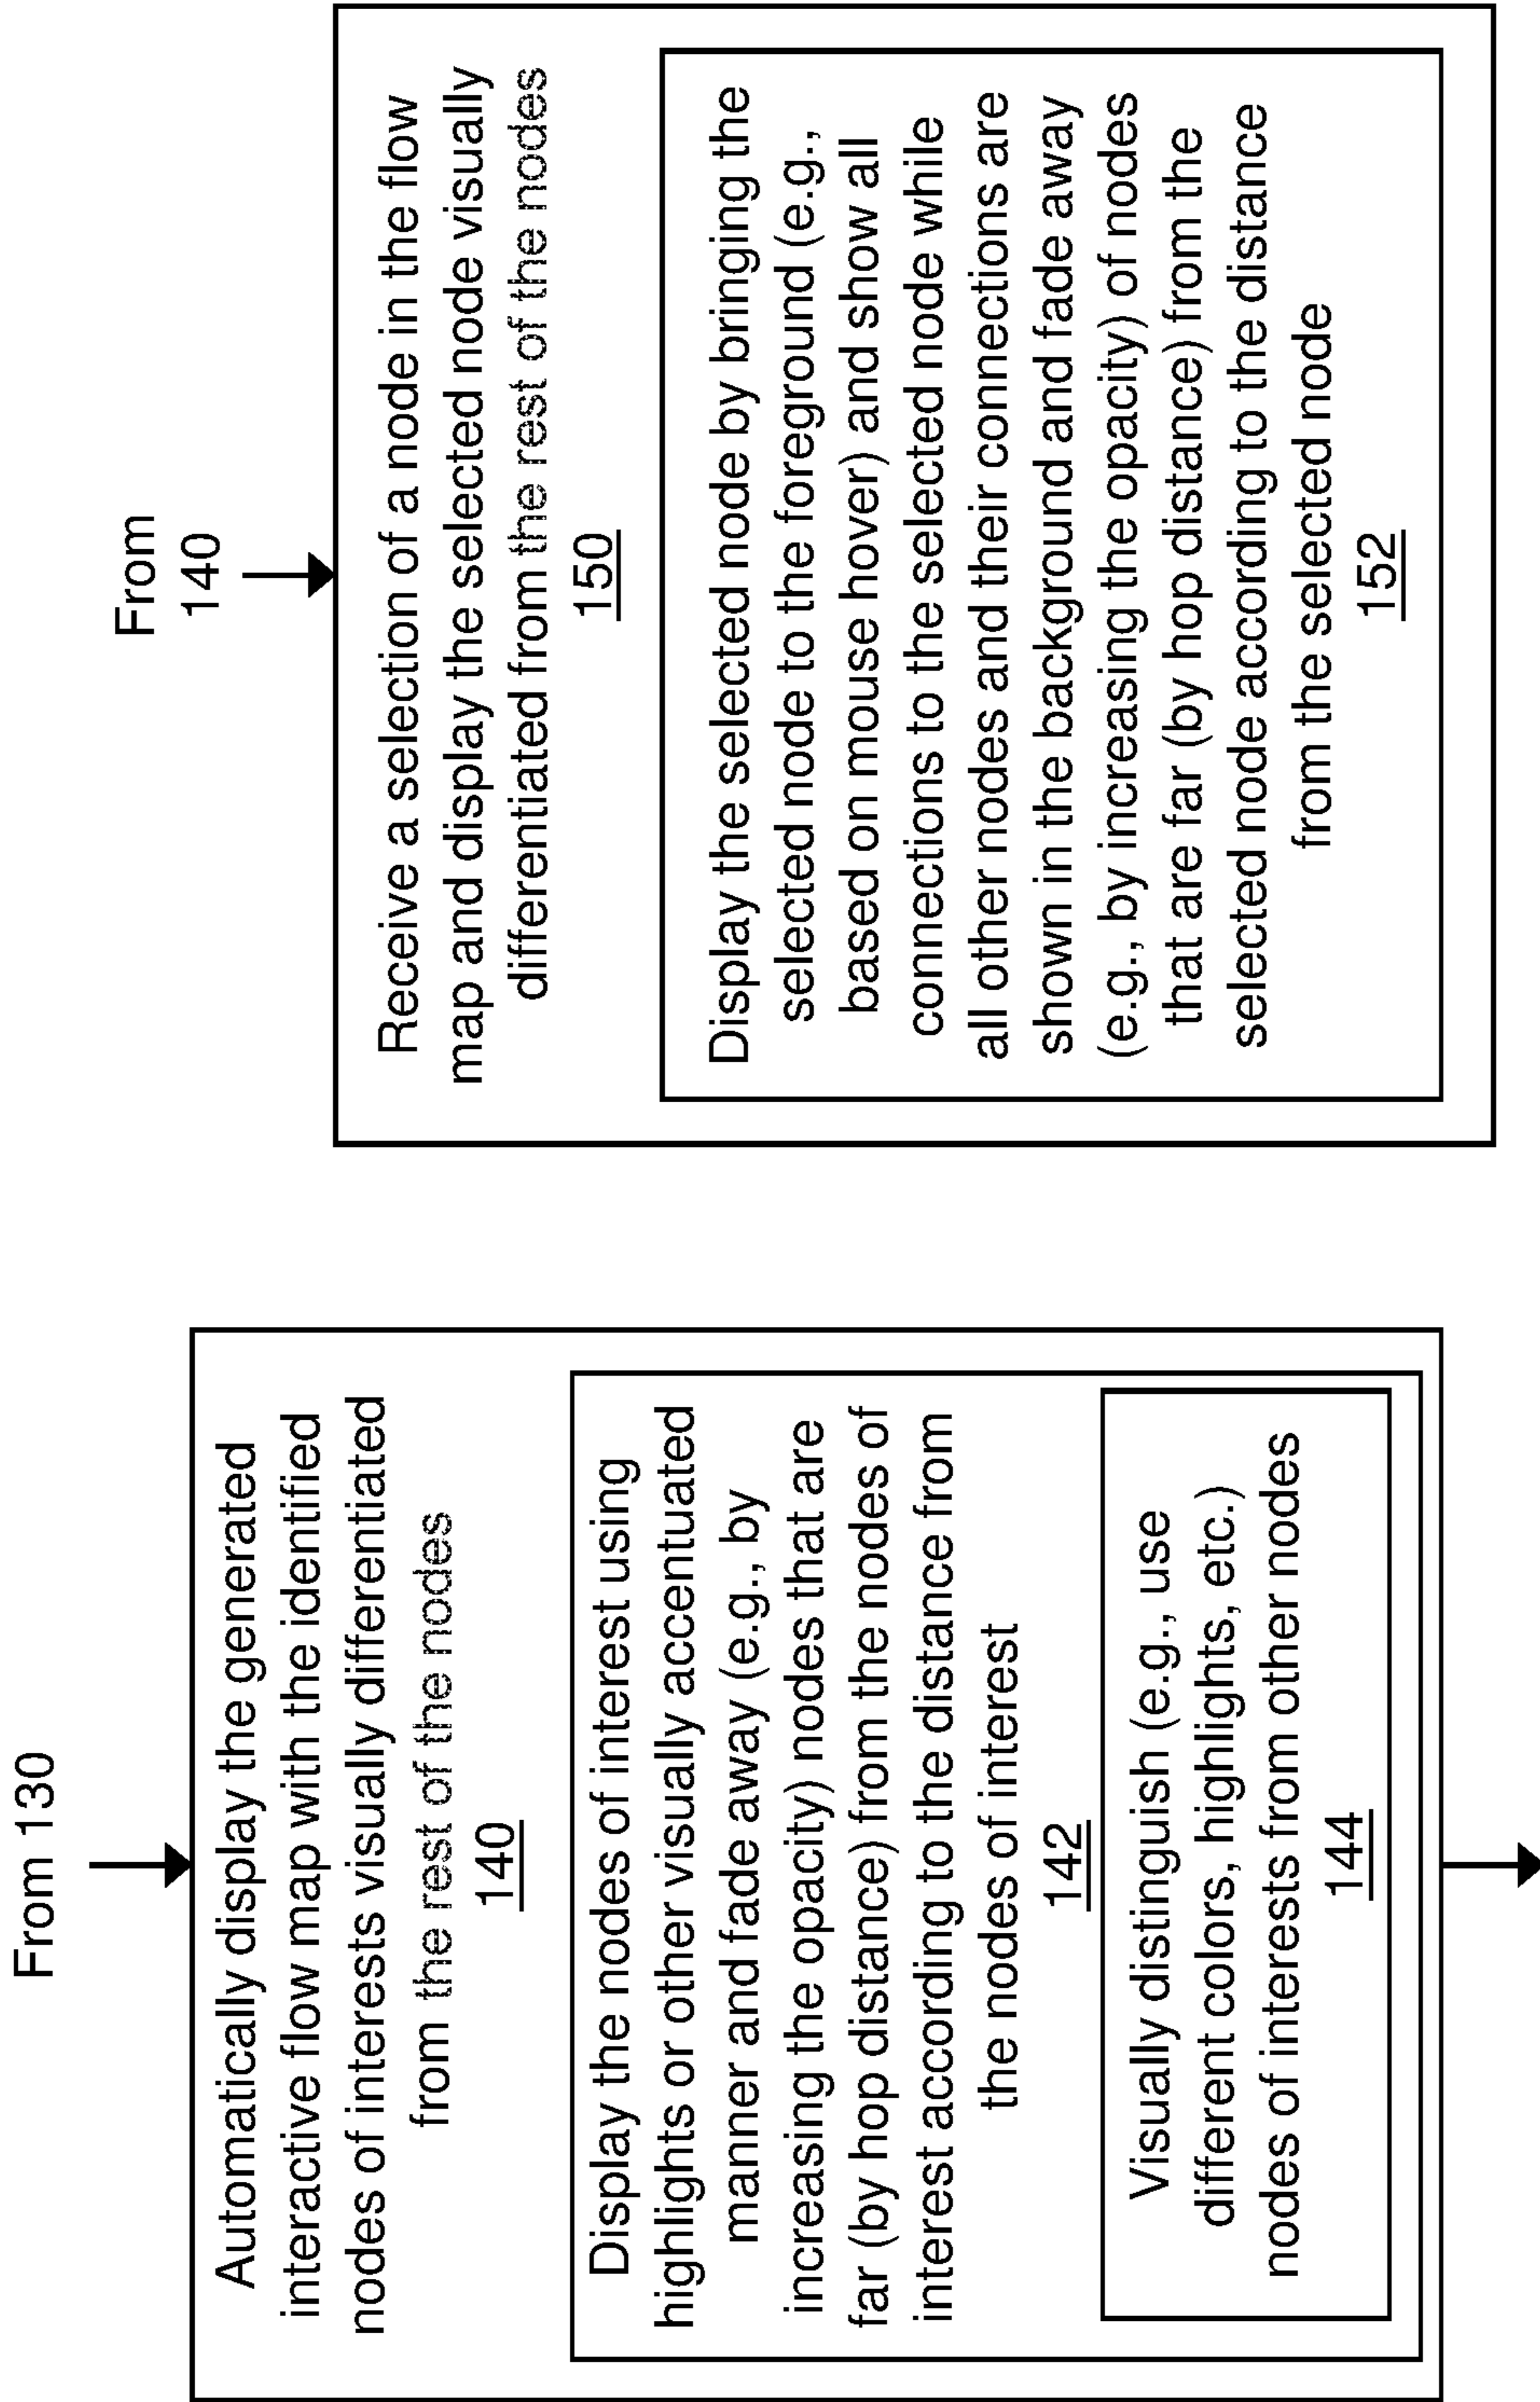 From 130
Automatically display the generated
interactive flow map with the identified
nodes of interests visually differentiated
from the rest of the nodes
140
Display the nodes of interest using
highlights or other visually accentuated
manner and fade away (e.g., by
increasing the opacity) nodes that are
far (by hop distance) from the nodes of
interest according to the distance from
the nodes of interest
142
Visually distinguish (e.g., use
different colors, highlights, etc.)
nodes of interests from other nodes
144
From
140
Receive a selection of a node in the flow
map and display the selected node visually
differentiated from the rest of the nodes
150
Display the selected node by bringing the
selected node to the foreground (e.g.,
based on mouse hover) and show all
connections to the selected node while
all other nodes and their connections are
shown in the background and fade away
(e.g., by increasing the opacity) of nodes
that are far (by hop distance) from the
selected node according to the distance
from the selected node
152